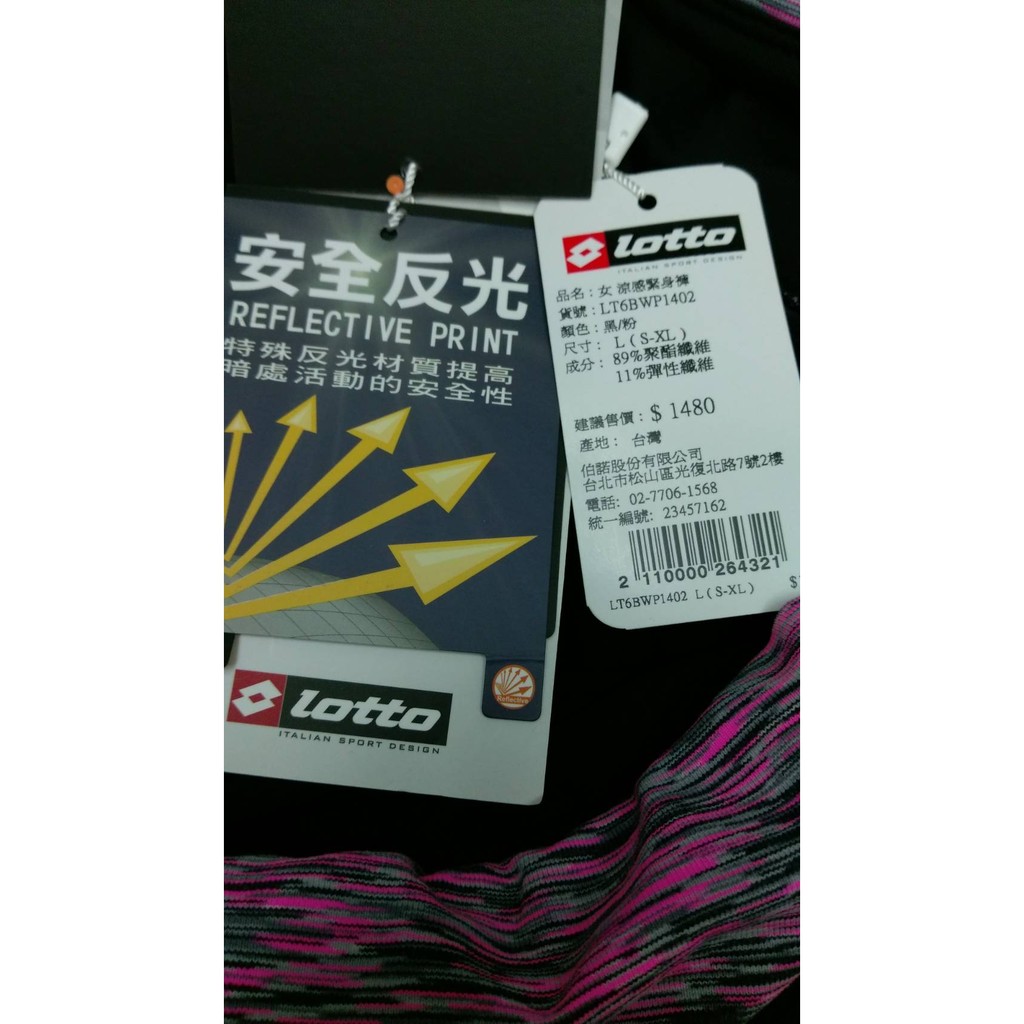 安全反光
REFLECTIVE PRINT
特殊反光材質提高
暗處活動的安全性
Reflective
lotto
ITALIAN SPORT DESIGN
lotto
ITALIAN SPORT DESIGN
品名：女 涼感緊身褲
貨號：LT6BWP1402
顏色：黑/粉
尺寸： L ( S-XL )
成分： 89%聚酯纖維
11%彈性纖維
建議售價：$ 1480
產地： 台灣
伯諾股份有限公司
台北市松山區光復北路7號2樓
電話: 02-7706-1568
統一編號: 23457162
2 110000 264321
LT6BWP1402 L ( S-XL ) $